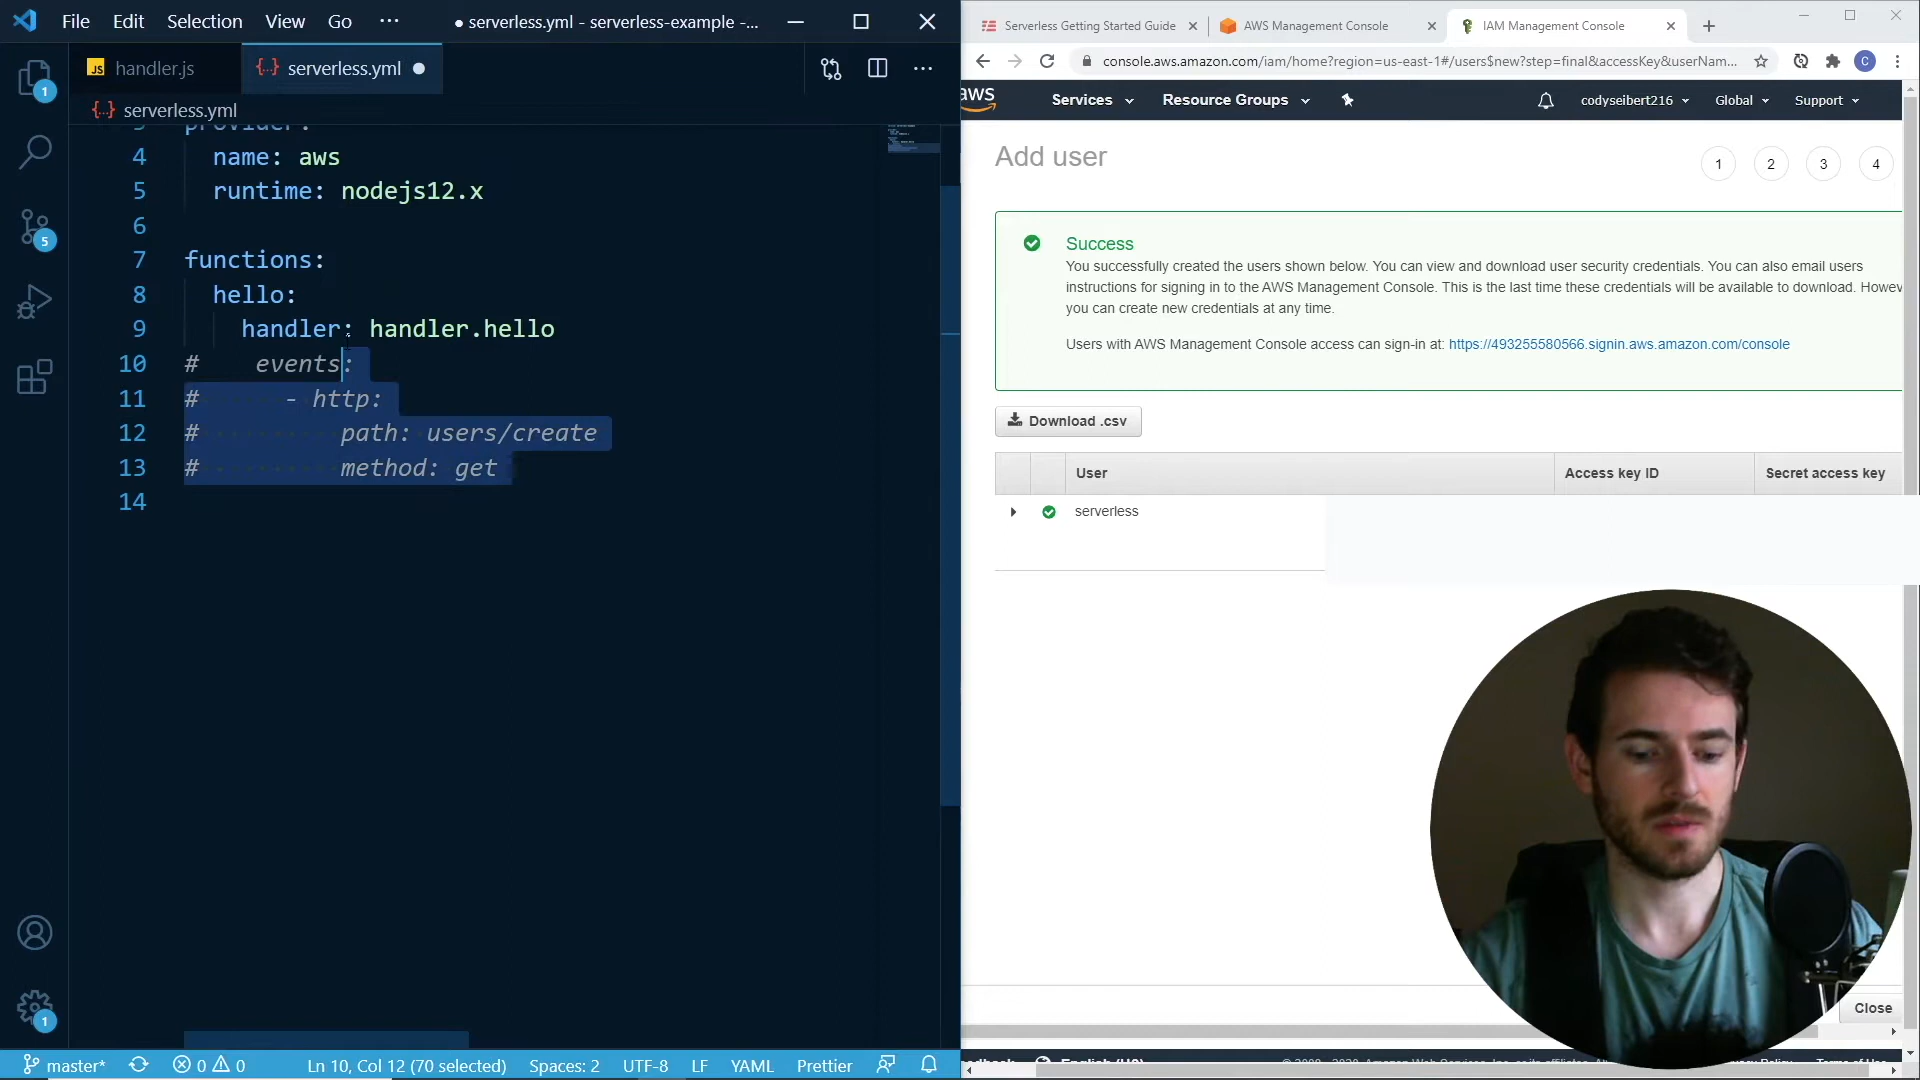 File Edit Selection View Go ··· ● serverless.yml - serverless-example -...
JS handler.js {··} serverless.yml ●
{··} serverless.yml
provider:
4 name: aws
5 runtime: nodejs12.x
6
7 functions:
8 hello:
9 handler: handler.hello
10 # events:
11 # - http:
12 # path: users/create
13 # method: get
14
1
5
1
master* 0 0 Ln 10, Col 12 (70 selected) Spaces: 2 UTF-8 LF YAML Prettier
Serverless Getting Started Guide AWS Management Console IAM Management Console
console.aws.amazon.com/iam/home?region=us-east-1#/users$new?step=final&accessKey&userNam... C
aws Services Resource Groups codyseibert216 Global Support
Add user 1 2 3 4
Success
You successfully created the users shown below. You can view and download user security credentials. You can also email users
instructions for signing in to the AWS Management Console. This is the last time these credentials will be available to download. Howev
you can create new credentials at any time.
Users with AWS Management Console access can sign-in at: https://493255580566.signin.aws.amazon.com/console
Download .csv
User Access key ID Secret access key
serverless
Close